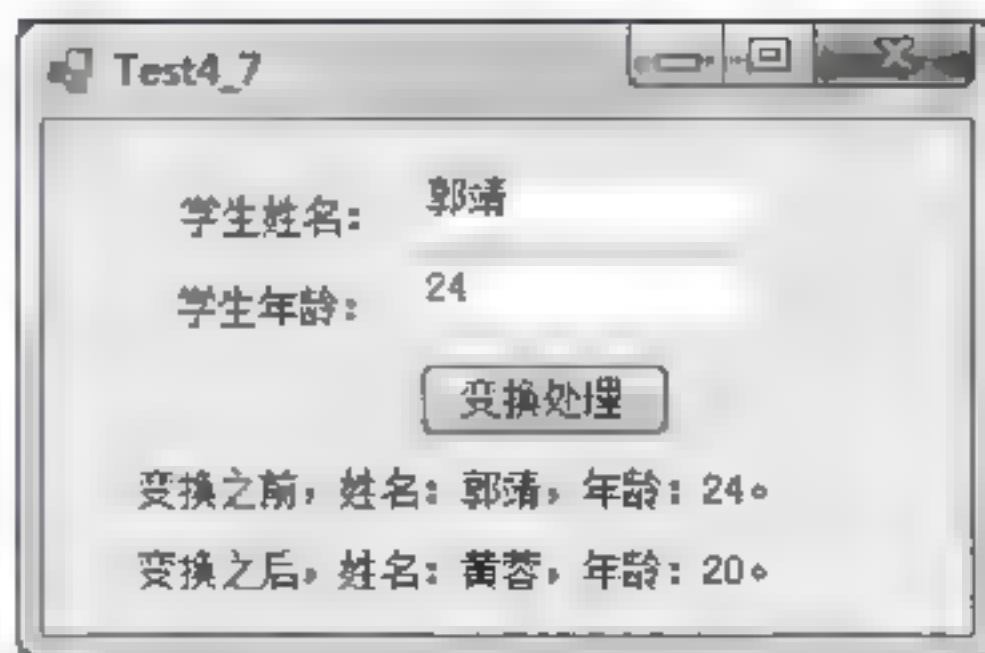 Test4_7
学生姓名:
郭靖
学生年龄:
24
变换处理
变换之前，姓名：郭靖，年龄：24。
变换之后，姓名：黄蓉，年龄：20。